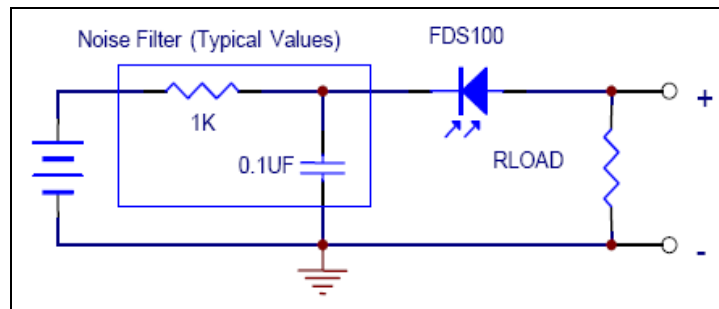 Noise Filter (Typical Values)
FDS100
1K
0.1UF
RLOAD
+
-